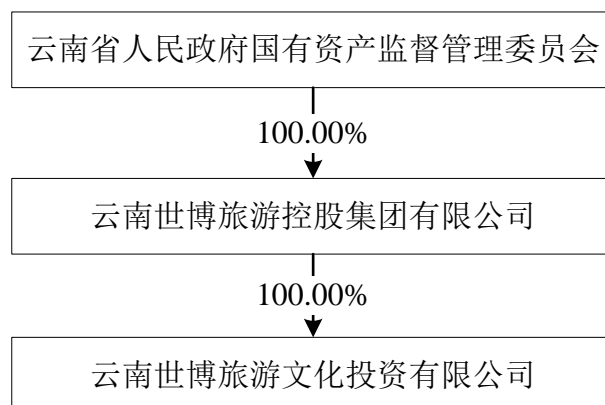 云南省人民政府国有资产监督管理委员会
100.00%
云南世博旅游控股集团有限公司
100.00%
云南世博旅游文化投资有限公司